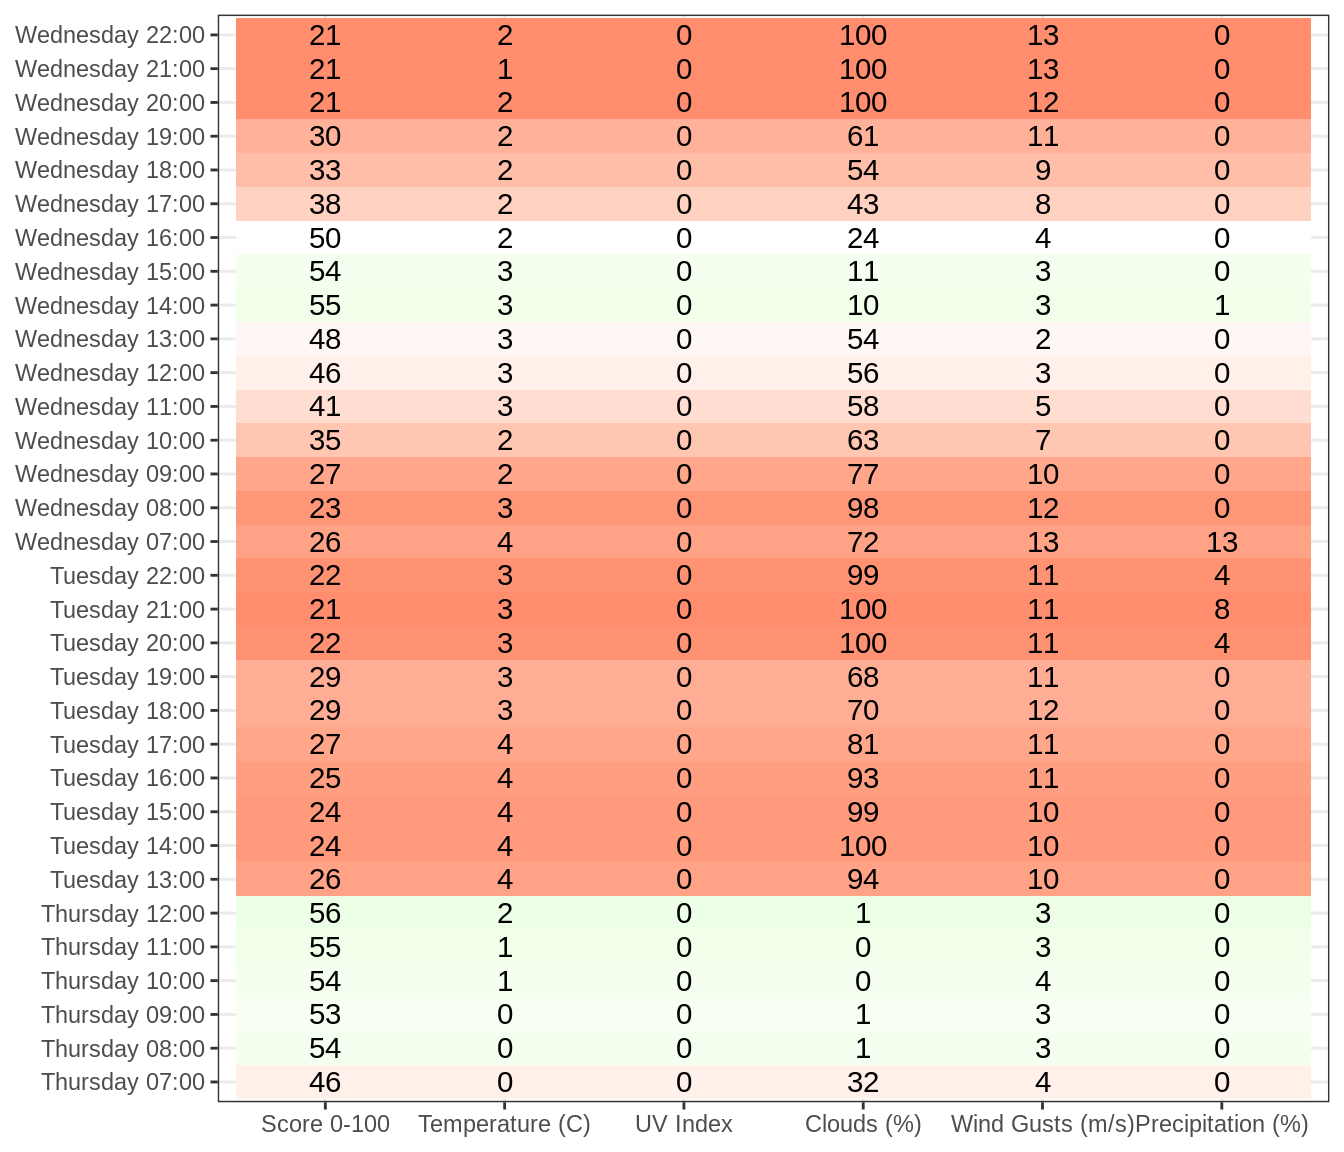 Wednesday 22:00 21 2 0 100 13 0
Wednesday 21:00 21 1 0 100 13 0
Wednesday 20:00 21 2 0 100 12 0
Wednesday 19:00 30 2 0 61 11 0
Wednesday 18:00 33 2 0 54 9 0
Wednesday 17:00 38 2 0 43 8 0
Wednesday 16:00 50 2 0 24 4 0
Wednesday 15:00 54 3 0 11 3 0
Wednesday 14:00 55 3 0 10 3 1
Wednesday 13:00 48 3 0 54 2 0
Wednesday 12:00 46 3 0 56 3 0
Wednesday 11:00 41 3 0 58 5 0
Wednesday 10:00 35 2 0 63 7 0
Wednesday 09:00 27 2 0 77 10 0
Wednesday 08:00 23 3 0 98 12 0
Wednesday 07:00 26 4 0 72 13 13
Tuesday 22:00 22 3 0 99 11 4
Tuesday 21:00 21 3 0 100 11 8
Tuesday 20:00 22 3 0 100 11 4
Tuesday 19:00 29 3 0 68 11 0
Tuesday 18:00 29 3 0 70 12 0
Tuesday 17:00 27 4 0 81 11 0
Tuesday 16:00 25 4 0 93 11 0
Tuesday 15:00 24 4 0 99 10 0
Tuesday 14:00 24 4 0 100 10 0
Tuesday 13:00 26 4 0 94 10 0
Thursday 12:00 56 2 0 1 3 0
Thursday 11:00 55 1 0 0 3 0
Thursday 10:00 54 1 0 0 4 0
Thursday 09:00 53 0 0 1 3 0
Thursday 08:00 54 0 0 1 3 0
Thursday 07:00 46 0 0 32 4 0
Score 0-100 Temperature (C) UV Index Clouds (%) Wind Gusts (m/s) Precipitation (%)